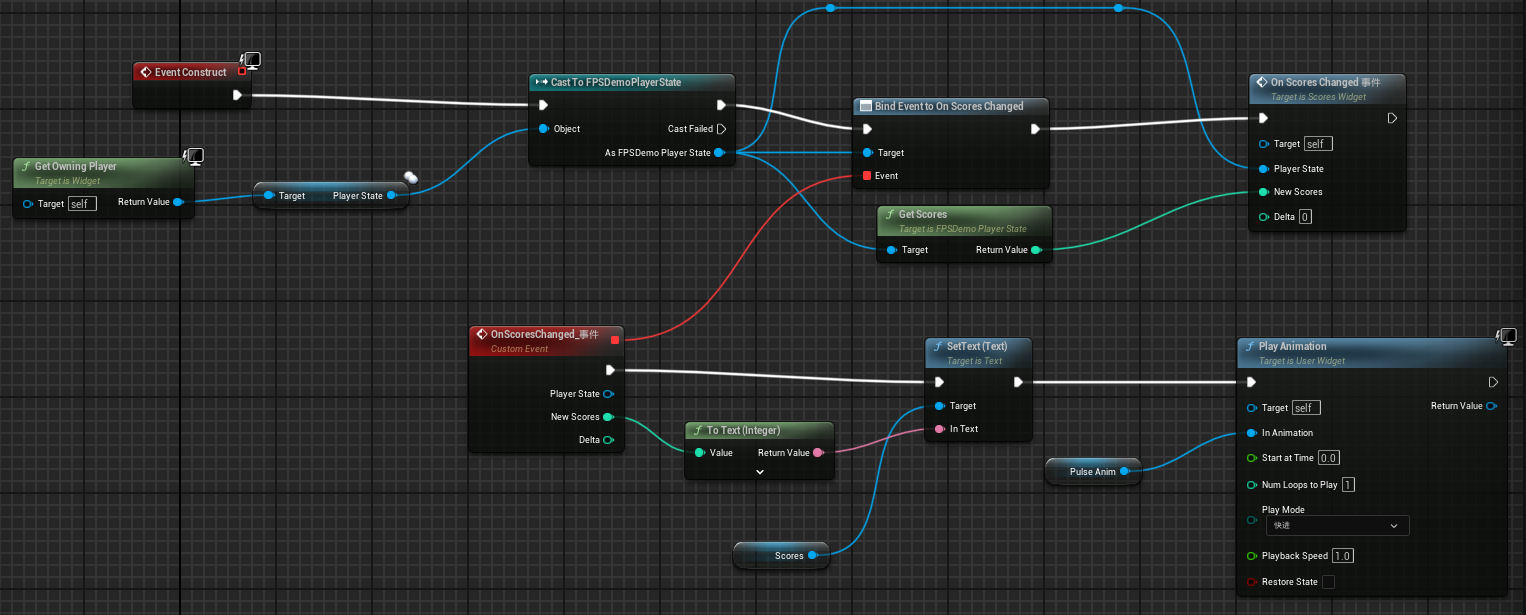 Event Construct
Get Owning Player
Target is Widget
Target
self
Return Value
Target
Player State
Cast To FPSDemoPlayerState
Object
Cast Failed
As FPSDemo Player State
Bind Event to On Scores Changed
Target
Event
Get Scores
Target is FPSDemo Player State
Target
Return Value
On Scores Changed 事件
Target is Scores Widget
Target
self
Player State
New Scores
Delta
0
OnScoresChanged_事件
Custom Event
Player State
New Scores
Delta
To Text (Integer)
Value
Return Value
Scores
SetText (Text)
Target is Text
Target
In Text
Pulse Anim
Play Animation
Target is User Widget
Target
self
Return Value
In Animation
Start at Time
0.0
Num Loops to Play
1
Play Mode
快进
Playback Speed
1.0
Restore State